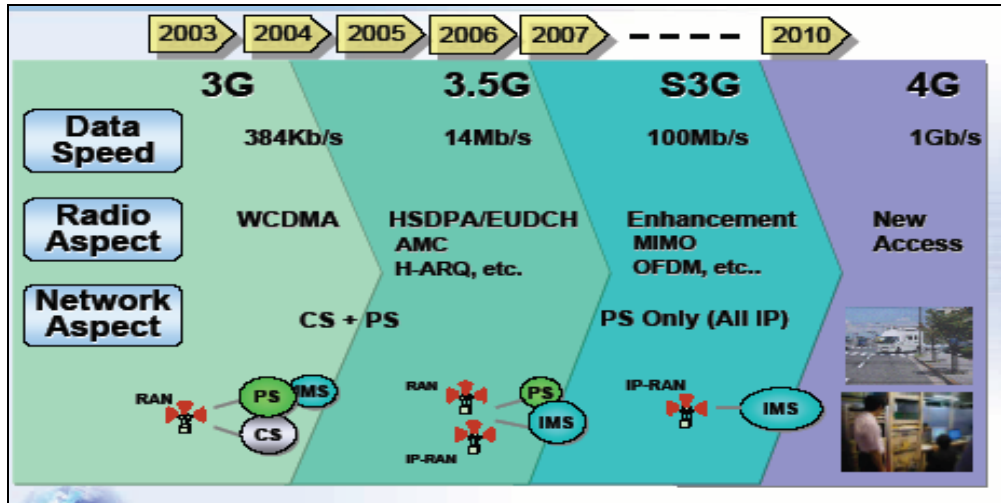 2003 2004 2005 2006 2007 ----- 2010
3G 3.5G S3G 4G
Data
Speed
384Kb/s 14Mb/s 100Mb/s 1Gb/s
Radio
Aspect
WCDMA HSDPA/EUDCH Enhancement New
AMC MIMO Access
H-ARQ, etc. OFDM, etc..
Network
Aspect
CS + PS PS Only (All IP)
RAN PS IMS RAN PS IP-RAN
CS IMS IMS
IP-RAN